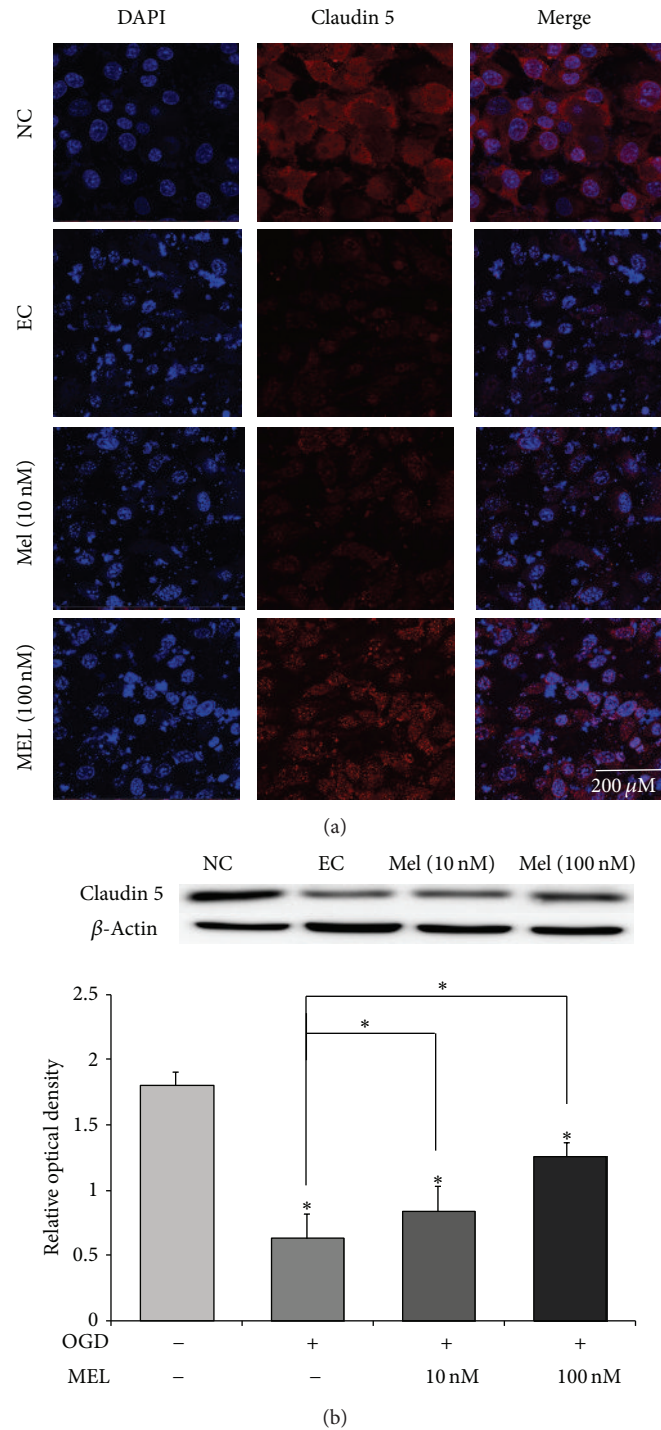 DAPI Claudin 5 Merge
NC
EC
Mel (10 nM)
MEL (100 nM)
200 μM
(a)
NC EC Mel (10 nM) Mel (100 nM)
Claudin 5
β-Actin
2.5
2
1.5
1
0.5
0
Relative optical density
* * * * *
OGD − + + +
MEL − − 10 nM 100 nM
(b)